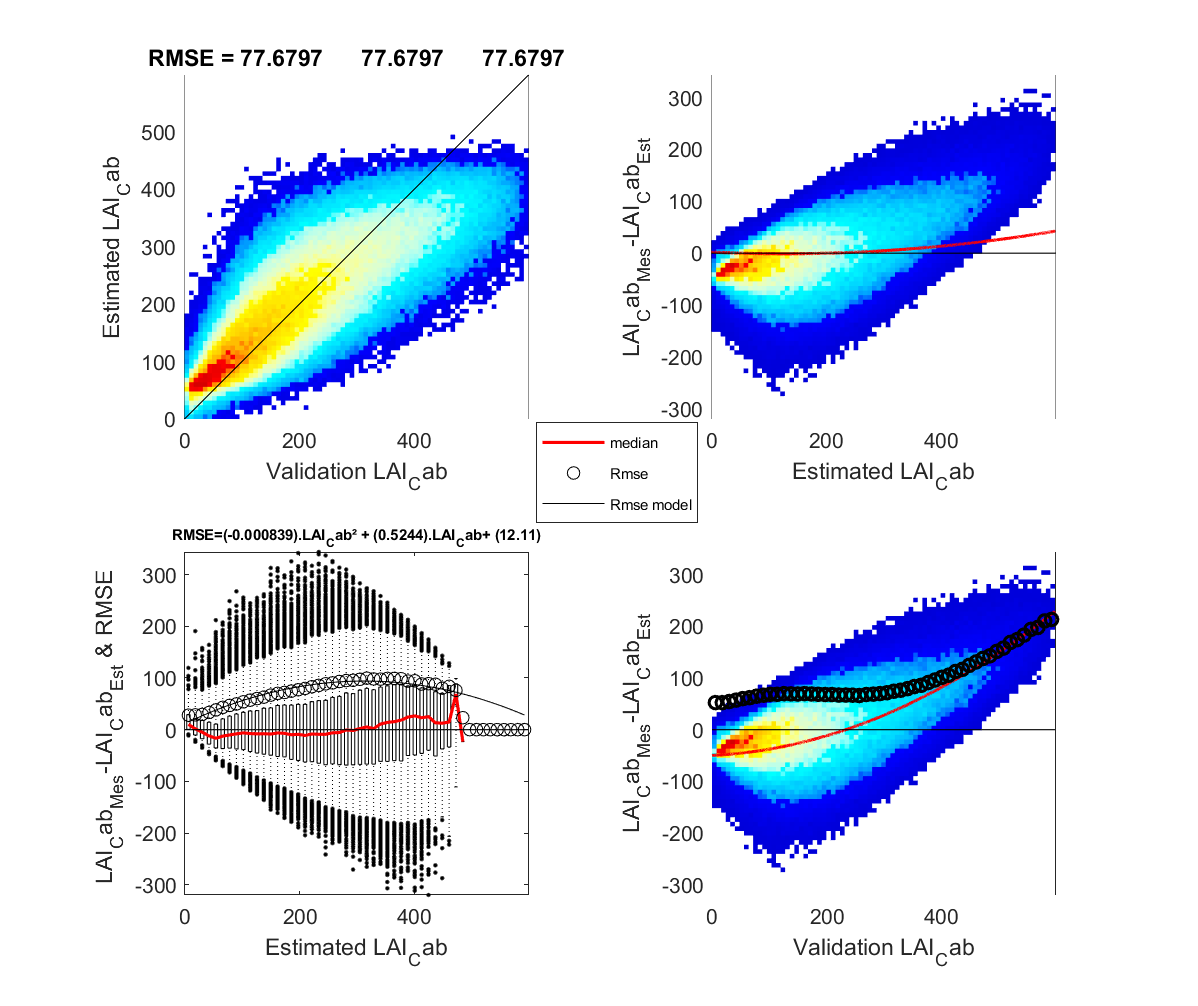 RMSE = 77.6797 77.6797 77.6797
500
400
300
200
100
0
0 200 400
Estimated LAI_Cab
Validation LAI_Cab
300
200
100
0
-100
-200
-300
0 200 400
LAI_Cab_Mes-LAI_Cab_Est
Estimated LAI_Cab
median
Rmse
Rmse model
RMSE=(-0.000839).LAI_Cab² + (0.5244).LAI_Cab+ (12.11)
300
200
100
0
-100
-200
-300
0 200 400
LAI_Cab_Mes-LAI_Cab_Est & RMSE
Estimated LAI_Cab
300
200
100
0
-100
-200
-300
0 200 400
LAI_Cab_Mes-LAI_Cab_Est
Validation LAI_Cab